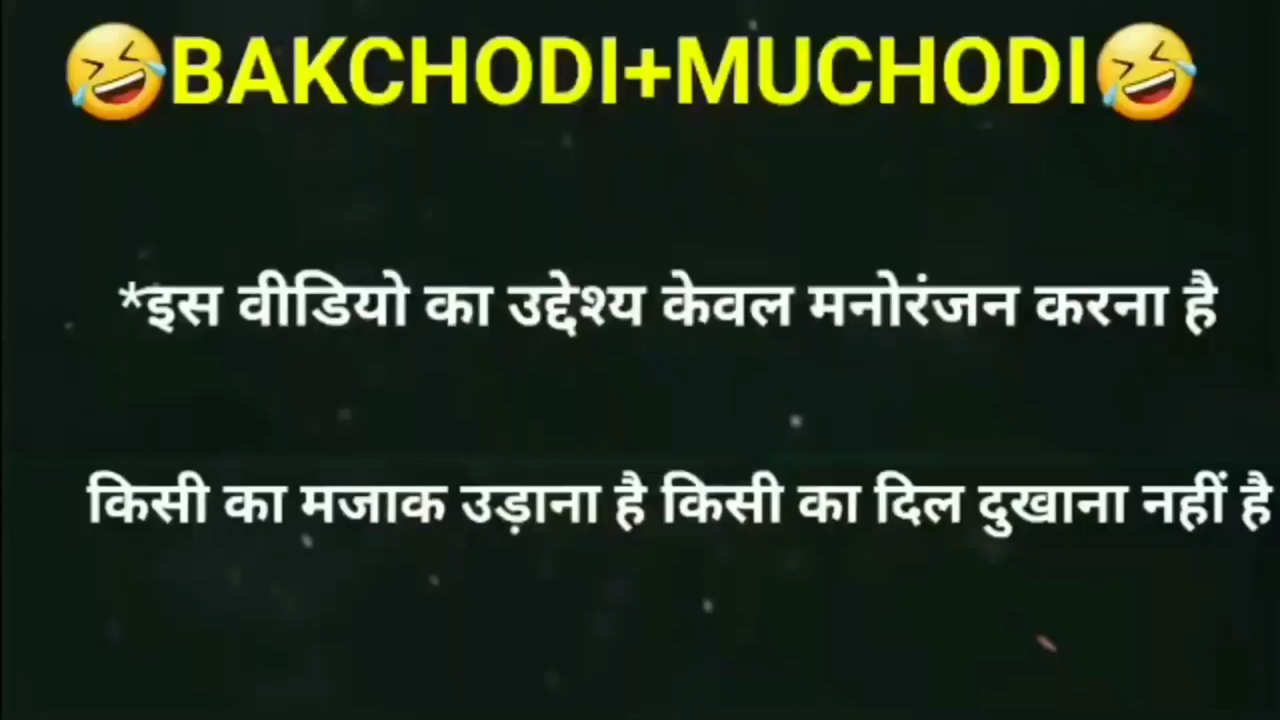 🤣BAKCHODI+MUCHODI🤣
*इस वीडियो का उद्देश्य केवल मनोरंजन करना है
किसी का मजाक उड़ाना है किसी का दिल दुखाना नहीं है